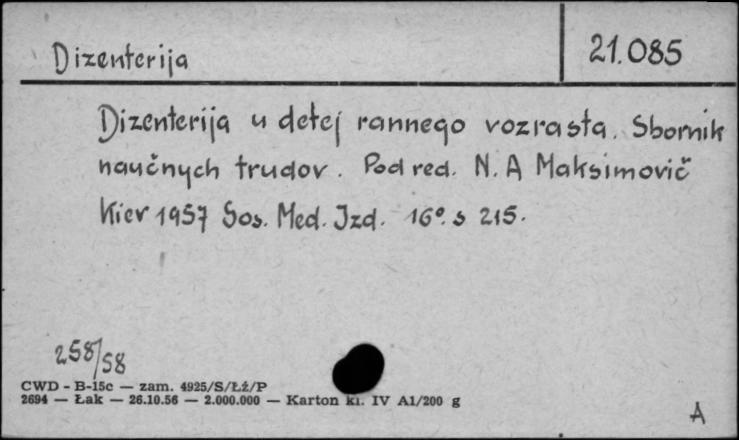 Dizenterija 21.085
Dizenterija u detej rannego vozrasta. Sbornik
naučnych trudov. Pod red. N. A Maksimovič
Kiev 1957 Gos. Med. Izd. 16°. s 215.
258/58
CWD - B-15c — zam. 4925/S/Łż/P
2694 — Łak — 26.10.56 — 2.000.000 — Karton kl. IV A1/200 g
A